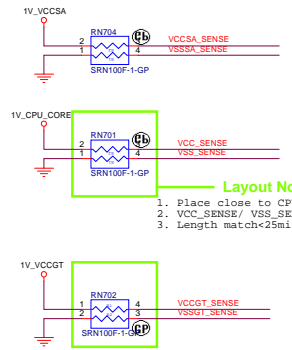 1V_VCCSA
RN704
2 3 VCCSA_SENSE
1 4 VSSSA_SENSE
SRN100F-1-GP
1V_CPU_CORE
RN701
2 3 VCC_SENSE
1 4 VSS_SENSE
SRN100F-1-GP
Layout No
1. Place close to CP
2. VCC_SENSE/ VSS_SE
3. Length match<25mi
1V_VCCGT
RN702
1 4 VCCGT_SENSE
2 3 VSSGT_SENSE
SRN100F-1-GP